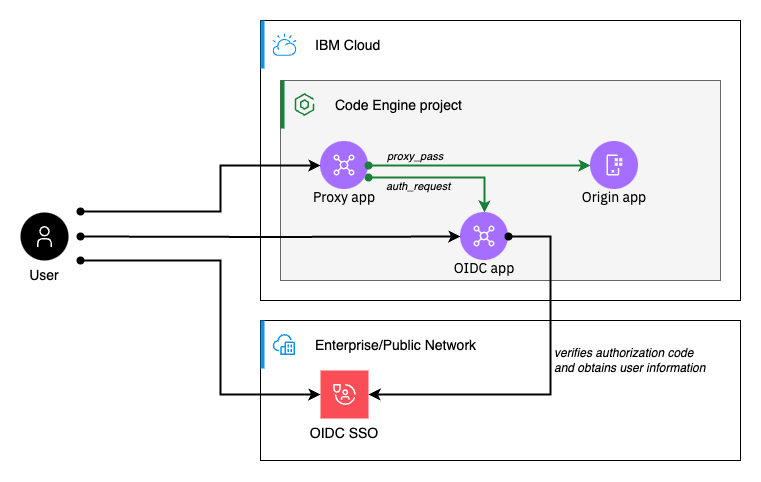 IBM Cloud
Code Engine project
proxy_pass
Proxy app
auth_request
Origin app
OIDC app
User
Enterprise/Public Network
verifies authorization code
and obtains user information
OIDC SSO